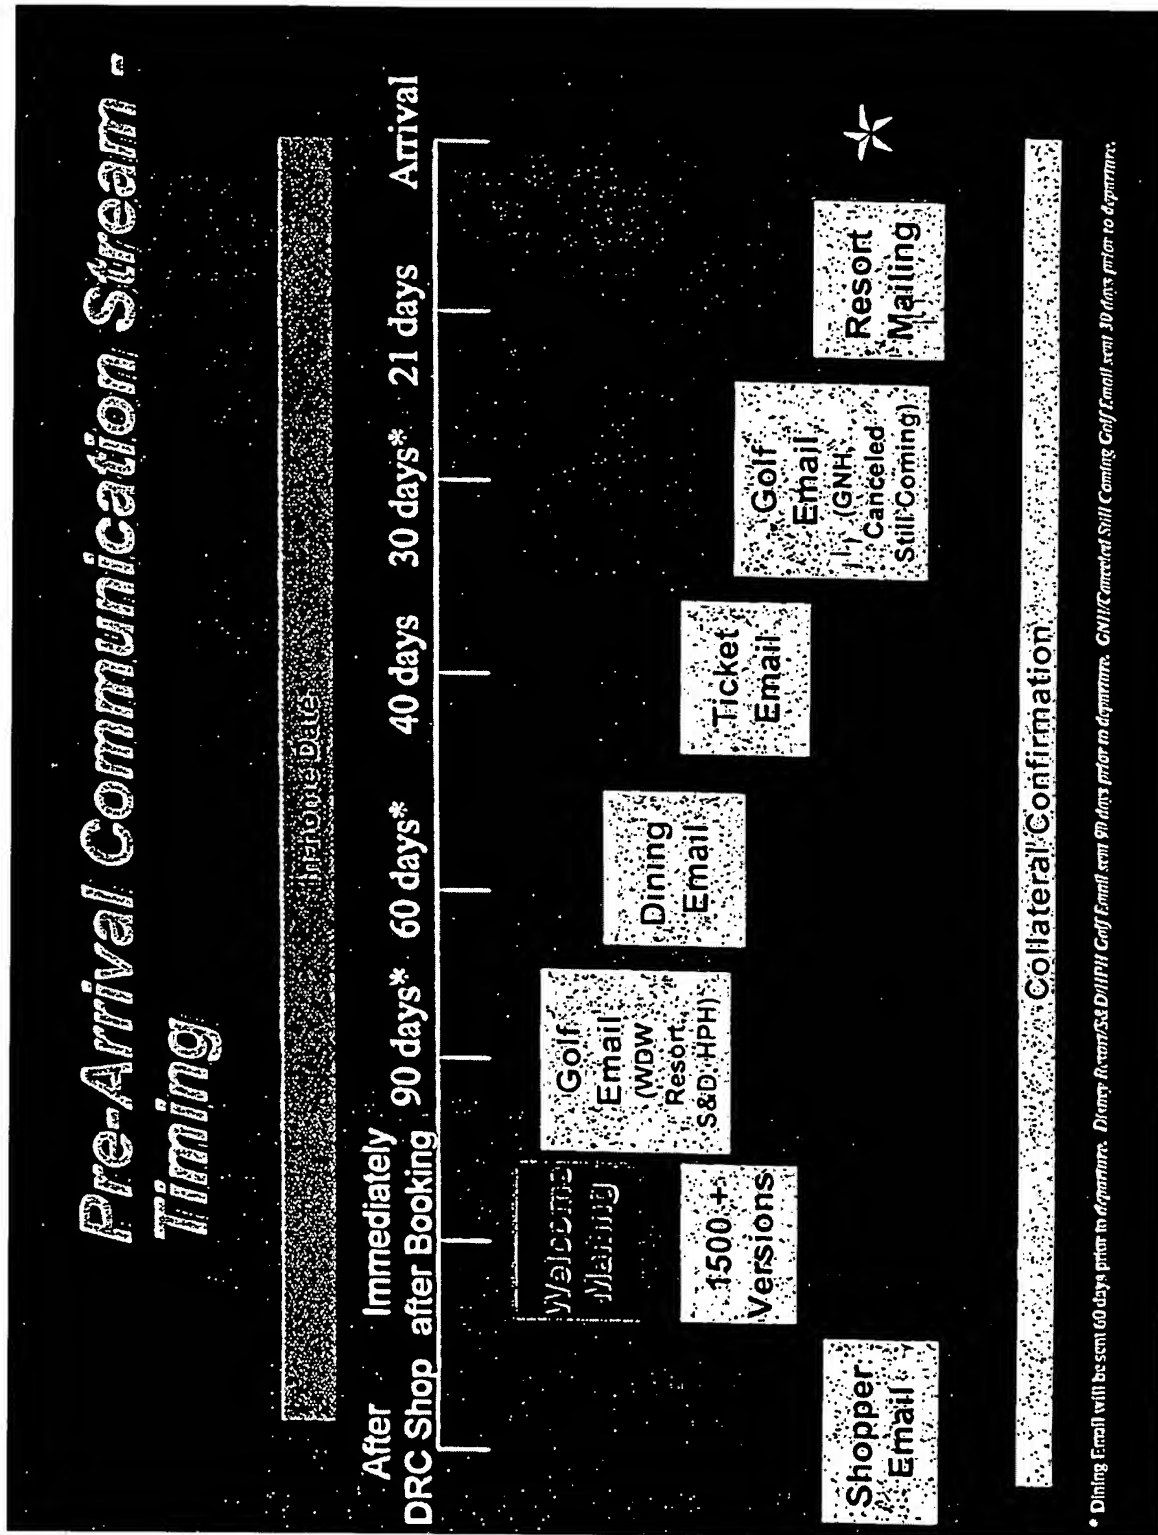 Pre-Arrival Communication Stream -
Timing
In-Home Date
After
DRC Shop
Immediately
after Booking
90 days*
60 days*
40 days
30 days*
21 days
Arrival
Welcome
Mailing
Golf
Email
(WDW
Resort
S&D, HPH)
Dining
Email
1500 +
Versions
Ticket
Email
Golf
Email
(GNH,
Canceled
Still Coming)
Shopper
Email
Resort
Mailing
Collateral Confirmation
* Dining Email will be sent 60 days prior to departure. Disney Resort/S&D/HPH Golf Email sent 90 days prior to departure. GNH/Canceled Still Coming Golf Email sent 30 days prior to departure.